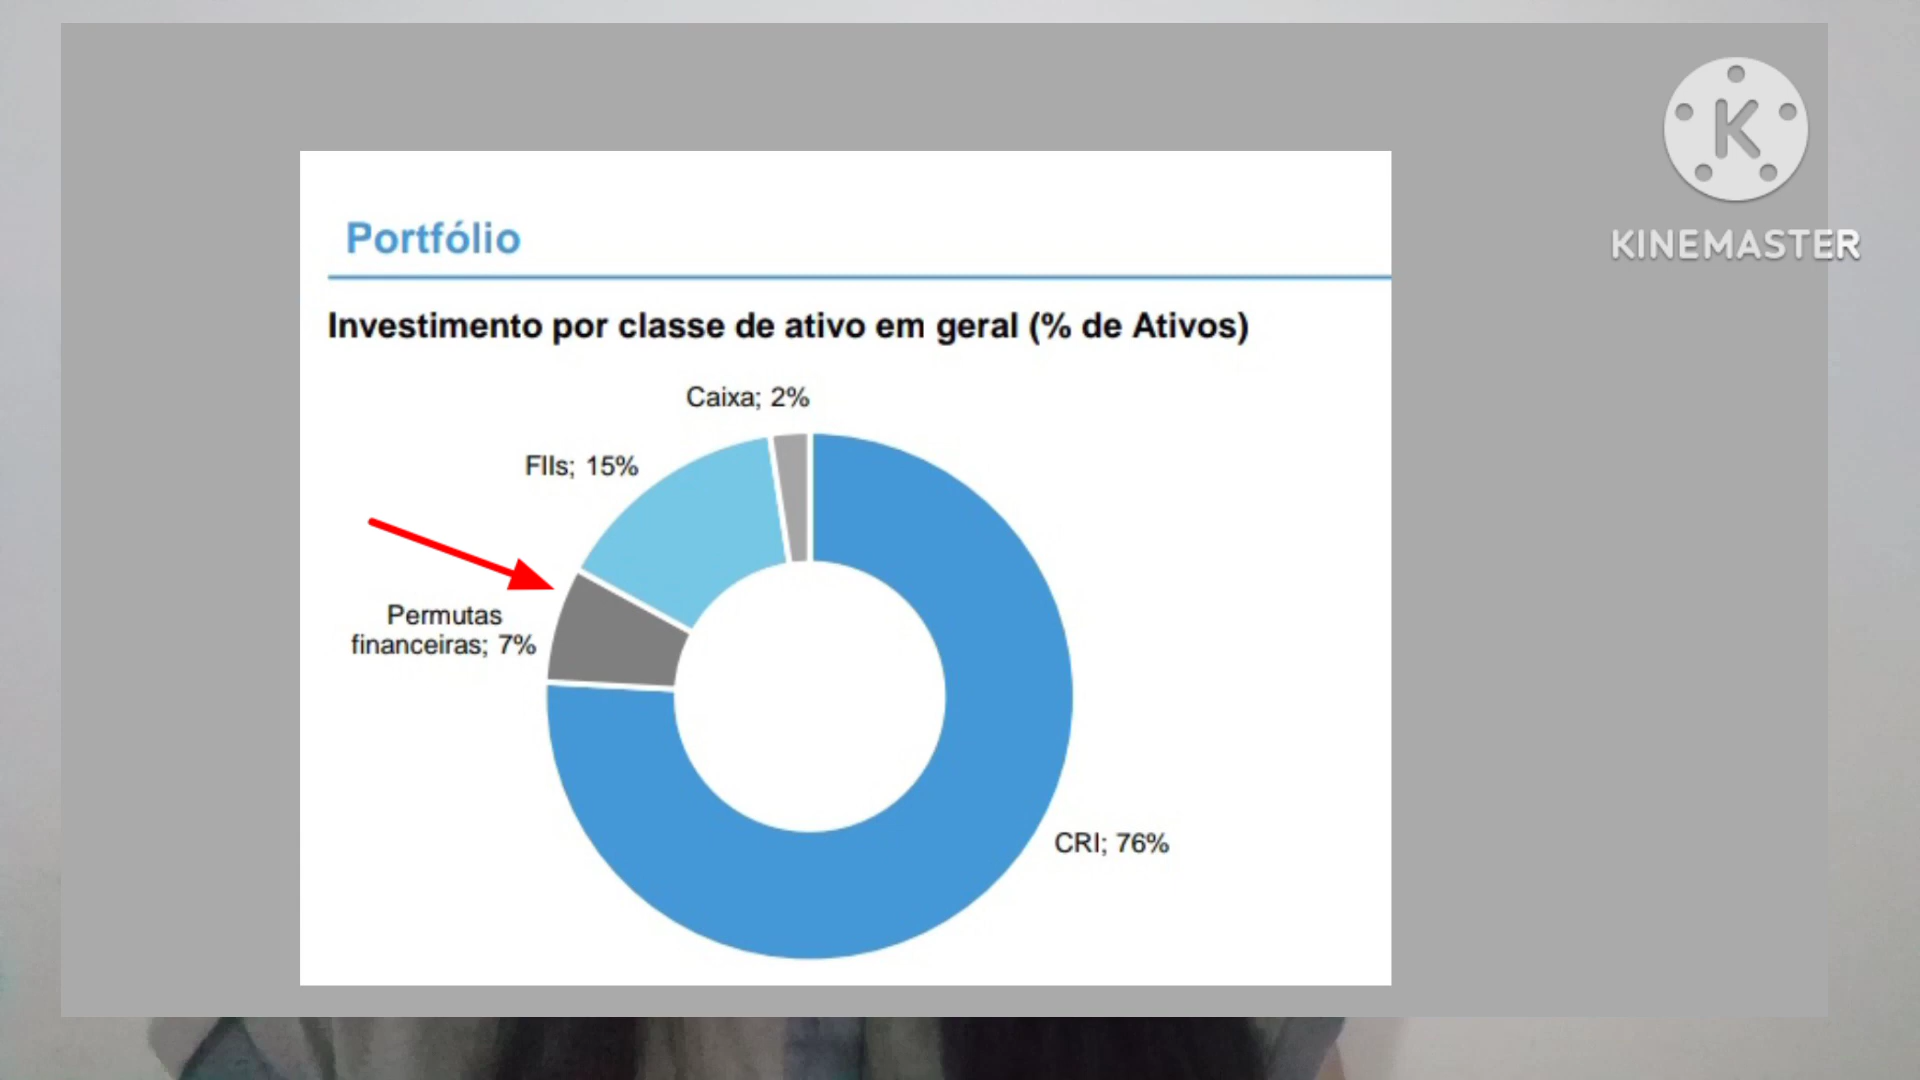 K
KINEMASTER
Portfólio
Investimento por classe de ativo em geral (% de Ativos)
Caixa; 2%
FIIs; 15%
Permutas
financeiras; 7%
CRI; 76%